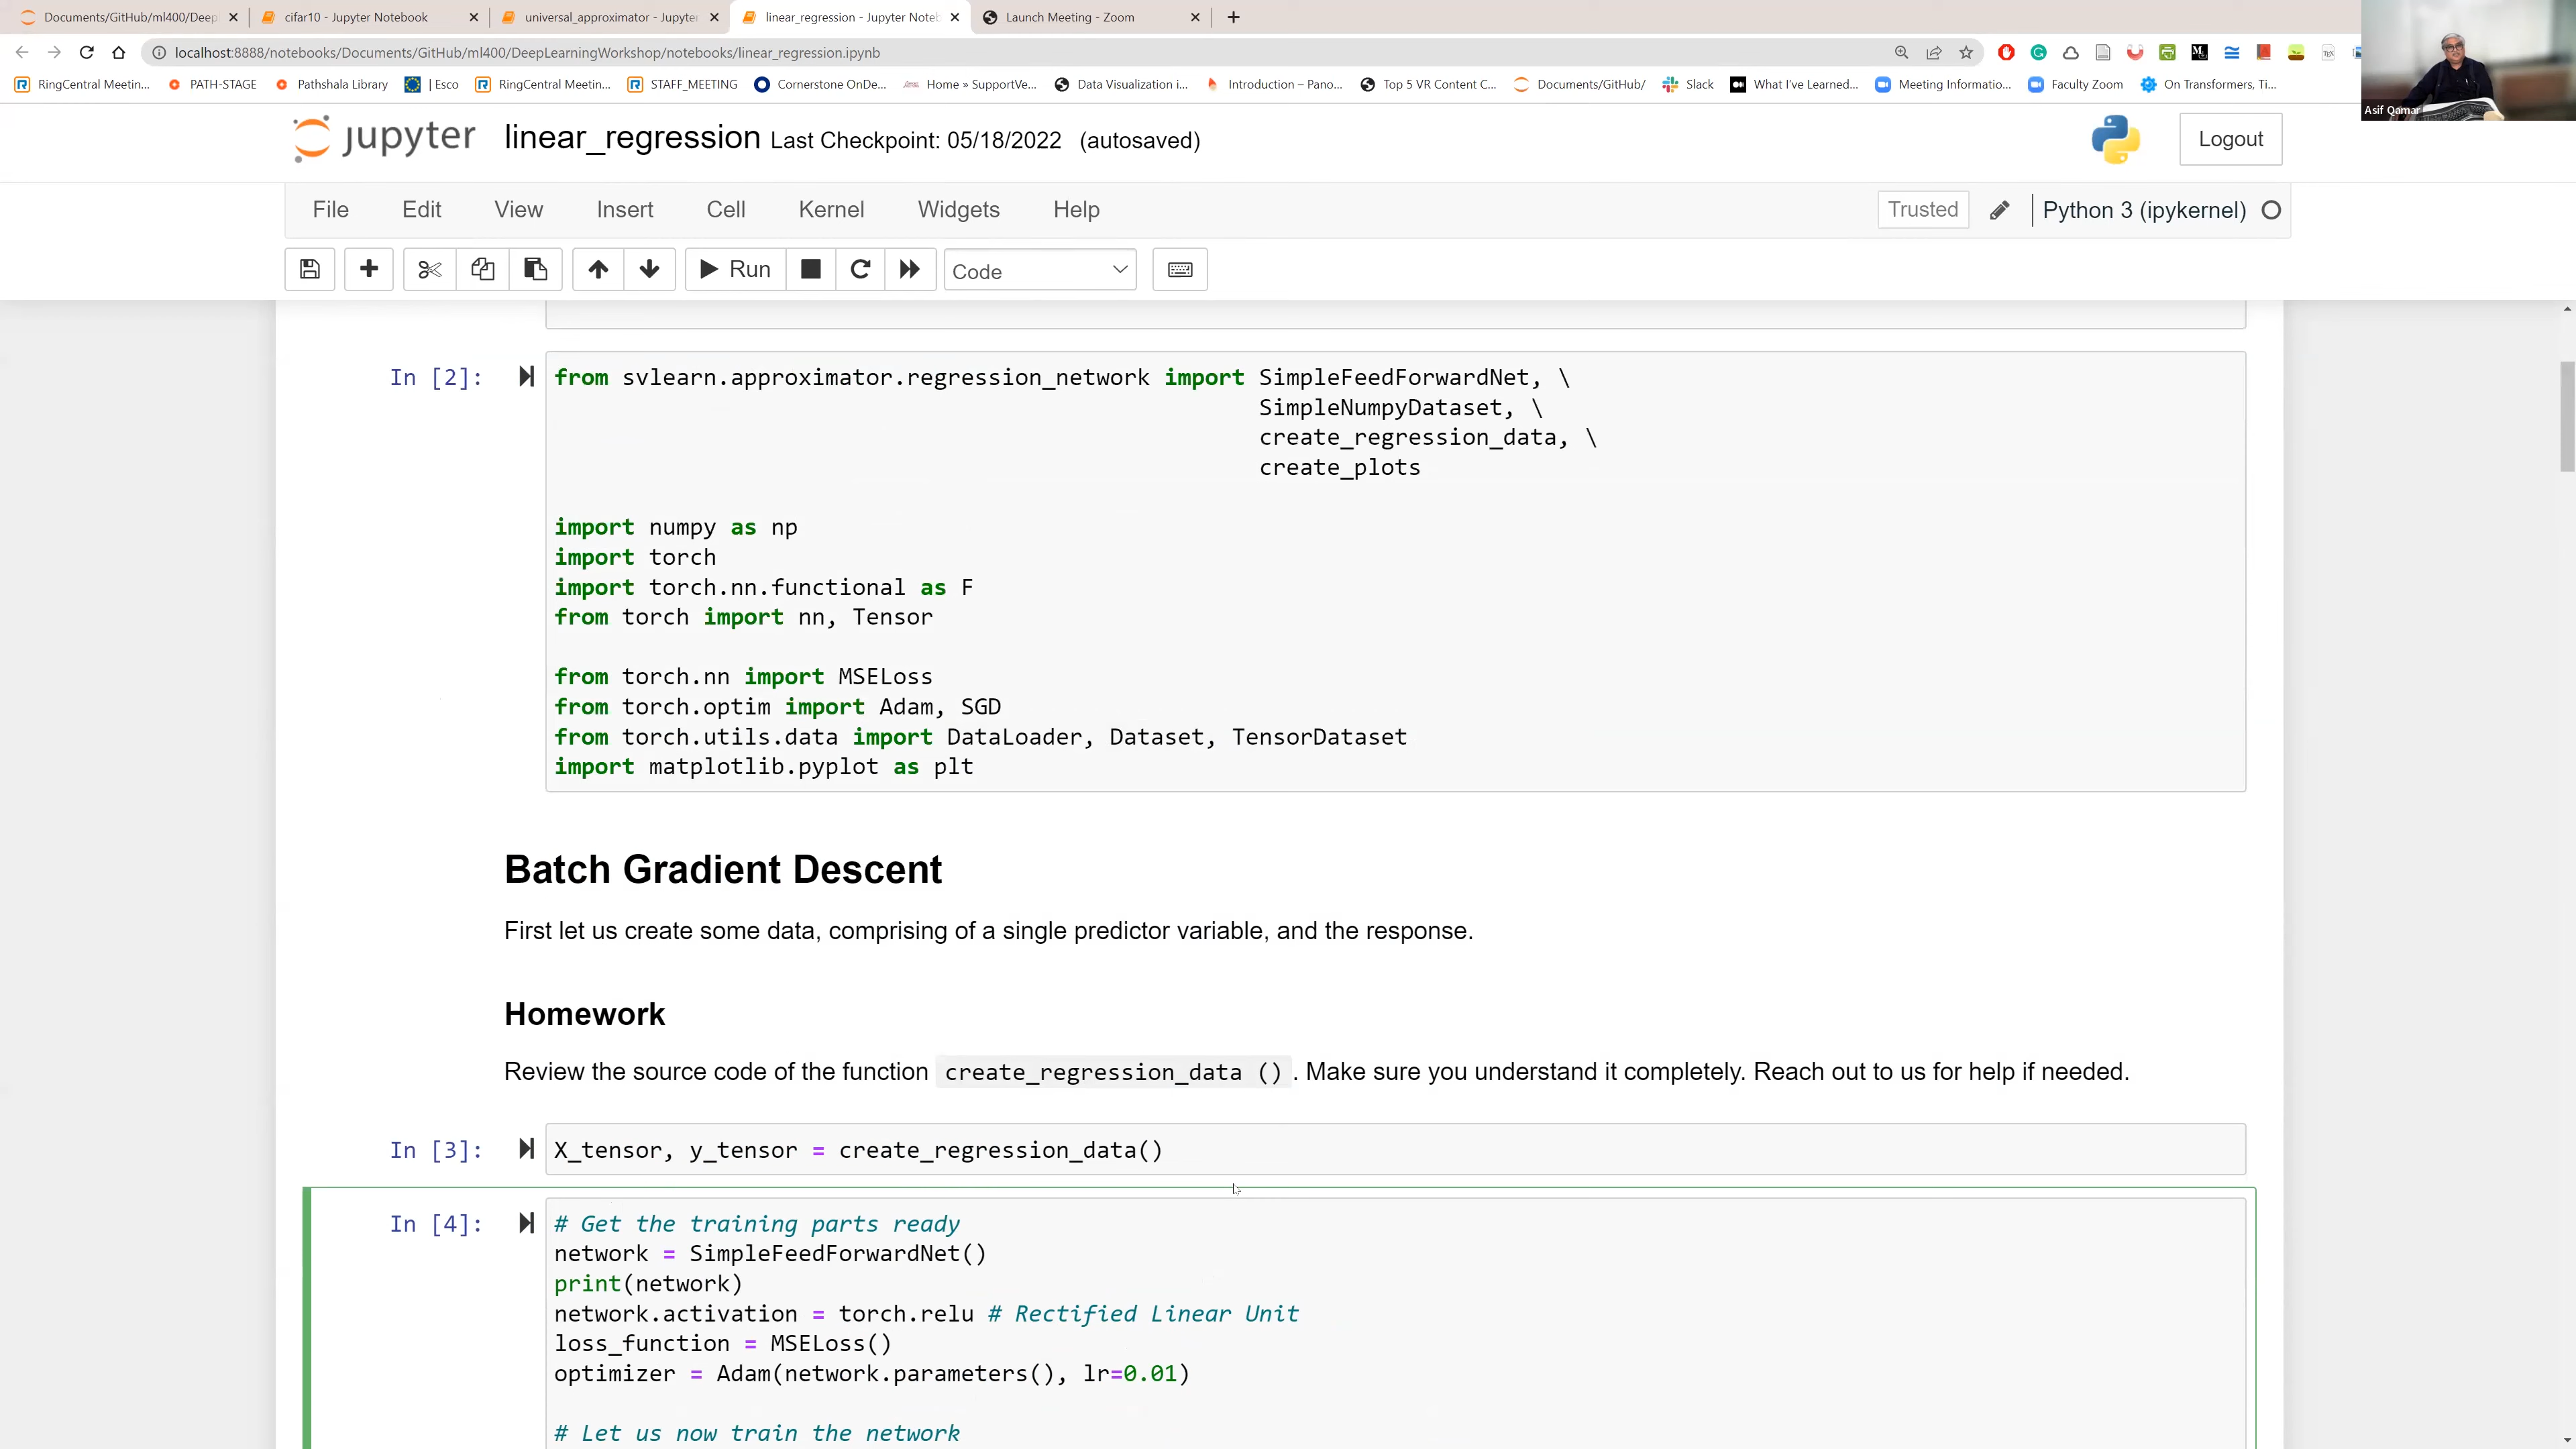 Documents/GitHub/ml400/Deep
cifar10 - Jupyter Notebook
universal_approximator - Jupyter
linear_regression - Jupyter Noteb
Launch Meeting - Zoom
localhost:8888/notebooks/Documents/GitHub/ml400/DeepLearningWorkshop/notebooks/linear_regression.ipynb
RingCentral Meetin... PATH-STAGE Pathshala Library | Esco RingCentral Meetin... STAFF_MEETING Cornerstone OnDe... Home » SupportVe... Data Visualization i... Introduction – Pano... Top 5 VR Content C... Documents/GitHub/ Slack What I've Learned... Meeting Informatio... Faculty Zoom On Transformers, Ti...
Asif Qamar
jupyter linear_regression Last Checkpoint: 05/18/2022 (autosaved)
Logout
File Edit View Insert Cell Kernel Widgets Help
Trusted Python 3 (ipykernel)
Run Code
In [2]: from svlearn.approximator.regression_network import SimpleFeedForwardNet, \
SimpleNumpyDataset, \
create_regression_data, \
create_plots
import numpy as np
import torch
import torch.nn.functional as F
from torch import nn, Tensor
from torch.nn import MSELoss
from torch.optim import Adam, SGD
from torch.utils.data import DataLoader, Dataset, TensorDataset
import matplotlib.pyplot as plt
Batch Gradient Descent
First let us create some data, comprising of a single predictor variable, and the response.
Homework
Review the source code of the function create_regression_data () . Make sure you understand it completely. Reach out to us for help if needed.
In [3]: X_tensor, y_tensor = create_regression_data()
In [4]: # Get the training parts ready
network = SimpleFeedForwardNet()
print(network)
network.activation = torch.relu # Rectified Linear Unit
loss_function = MSELoss()
optimizer = Adam(network.parameters(), lr=0.01)
# Let us now train the network